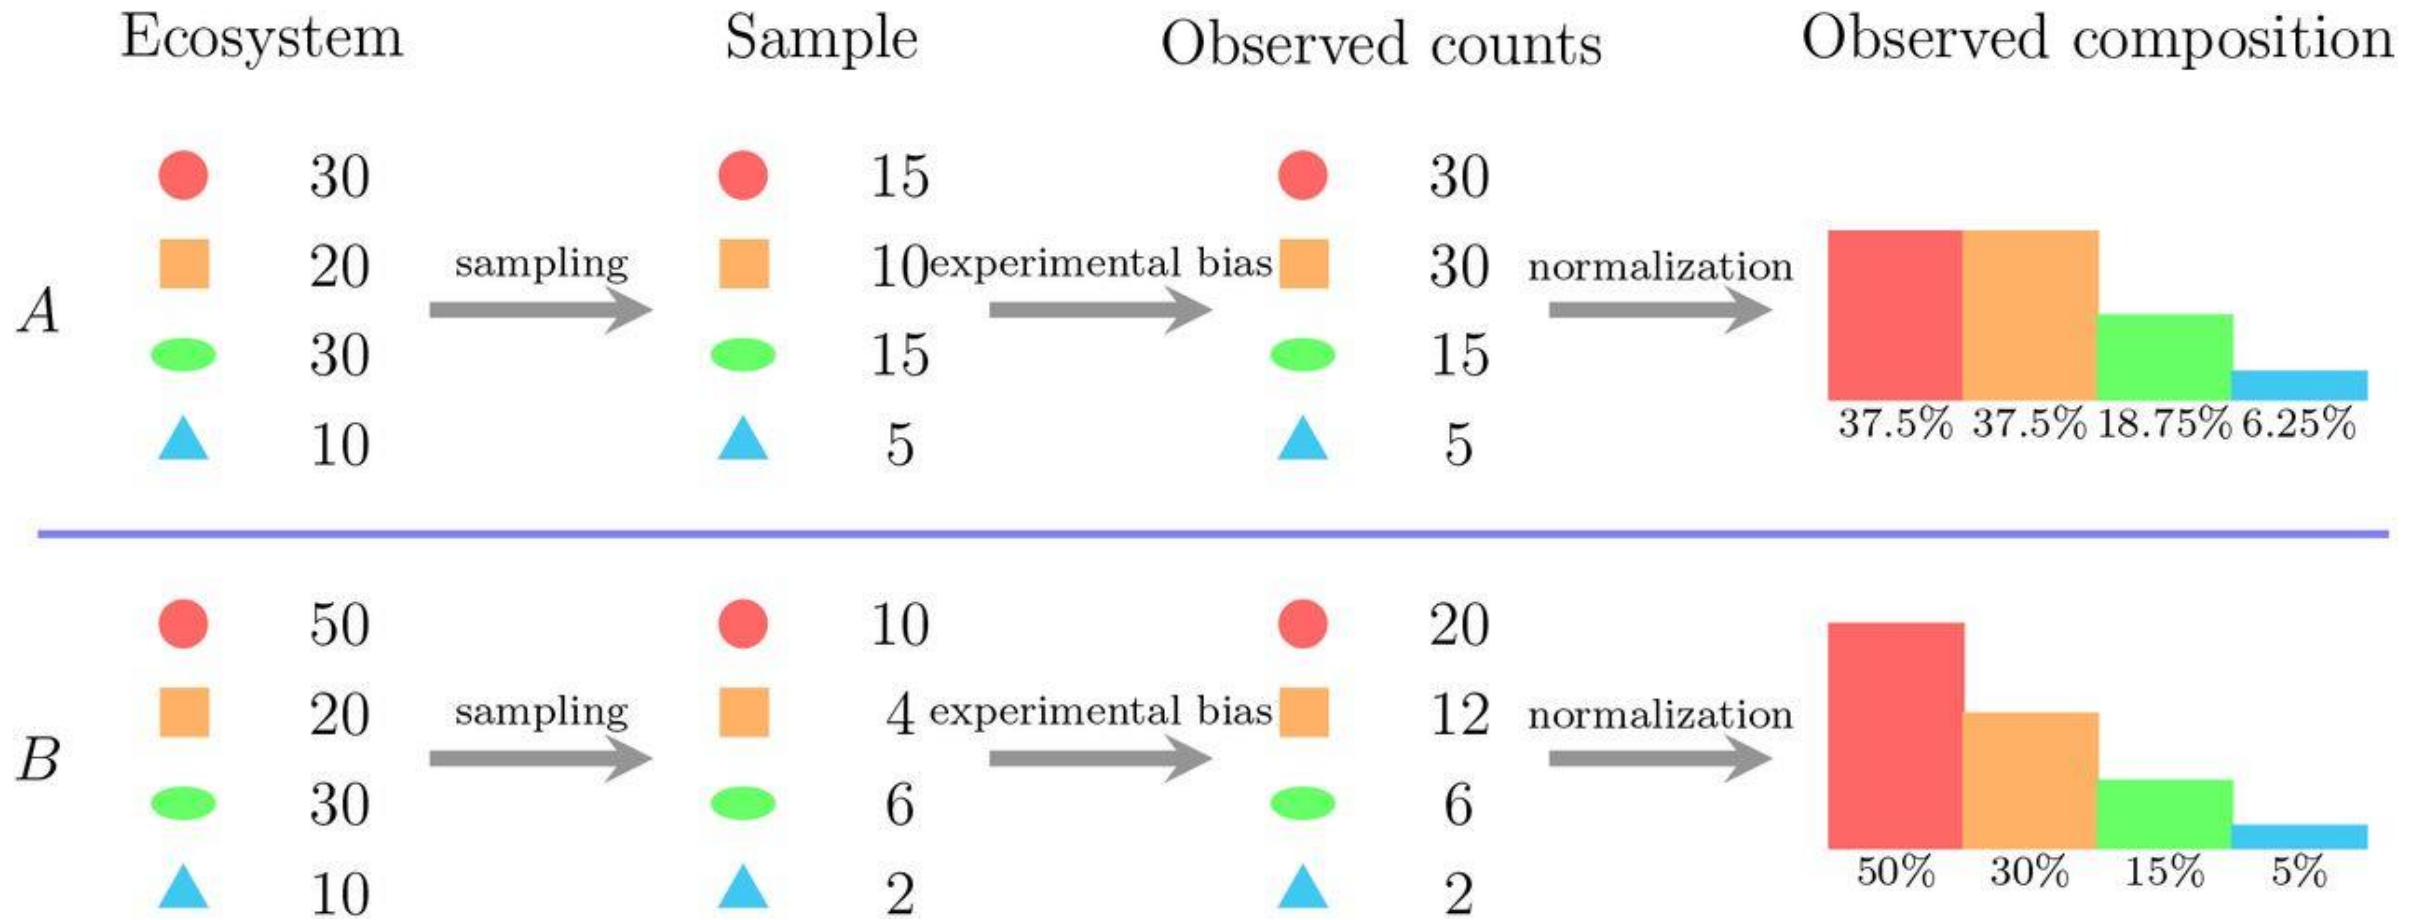 Ecosystem Sample Observed counts Observed composition
30 15 30
20 sampling 10 experimental bias 30 normalization
A
30 15 15
37.5% 37.5% 18.75% 6.25%
10 5 5
50 10 20
20 sampling 4 experimental bias 12 normalization
B
30 6 6
50% 30% 15% 5%
10 2 2